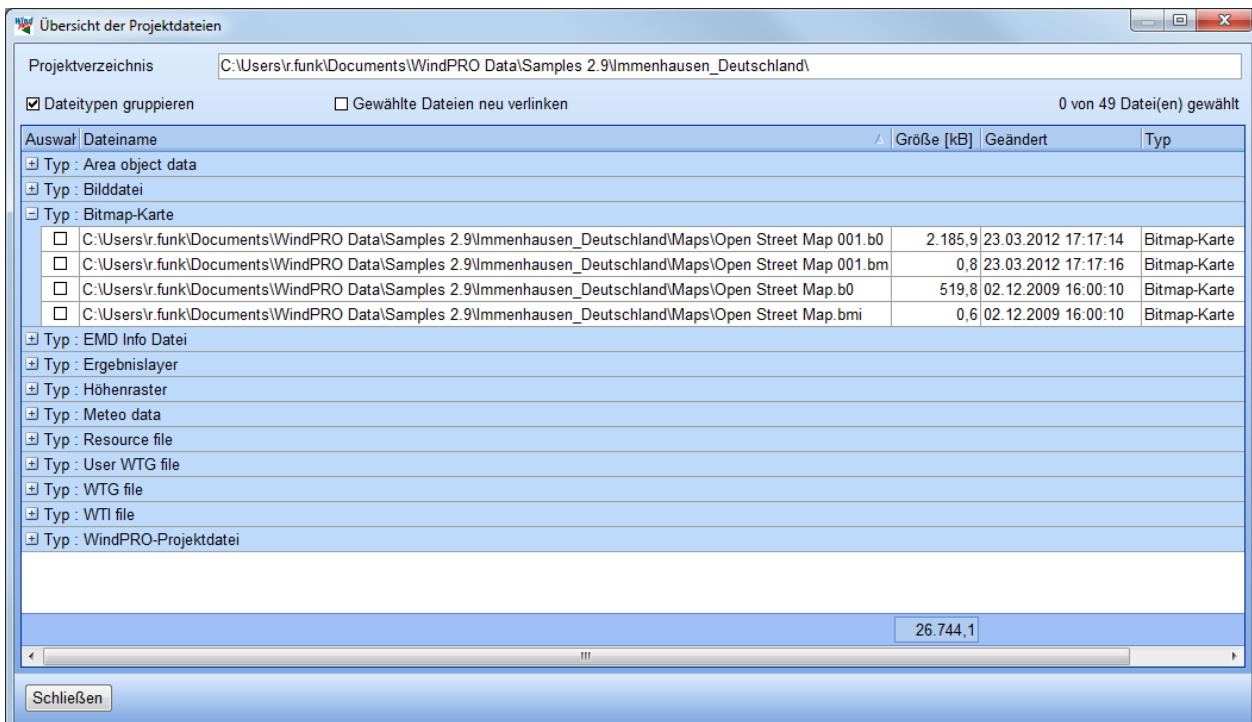 Übersicht der Projektdateien
Projektverzeichnis C:\Users\r.funk\Documents\WindPRO Data\Samples 2.9\Immenhausen_Deutschland\
Dateitypen gruppieren Gewählte Dateien neu verlinken 0 von 49 Datei(en) gewählt
Auswah Dateiname Größe [kB] Geändert Typ
Typ : Area object data
Typ : Bilddatei
Typ : Bitmap-Karte
C:\Users\r.funk\Documents\WindPRO Data\Samples 2.9\Immenhausen_Deutschland\Maps\Open Street Map 001.b0 2.185,9 23.03.2012 17:17:14 Bitmap-Karte
C:\Users\r.funk\Documents\WindPRO Data\Samples 2.9\Immenhausen_Deutschland\Maps\Open Street Map 001.bm 0,8 23.03.2012 17:17:16 Bitmap-Karte
C:\Users\r.funk\Documents\WindPRO Data\Samples 2.9\Immenhausen_Deutschland\Maps\Open Street Map.b0 519,8 02.12.2009 16:00:10 Bitmap-Karte
C:\Users\r.funk\Documents\WindPRO Data\Samples 2.9\Immenhausen_Deutschland\Maps\Open Street Map.bmi 0,6 02.12.2009 16:00:10 Bitmap-Karte
Typ : EMD Info Datei
Typ : Ergebnislayer
Typ : Höhenraster
Typ : Meteo data
Typ : Resource file
Typ : User WTG file
Typ : WTG file
Typ : WTI file
Typ : WindPRO-Projektdatei
26.744,1
Schließen